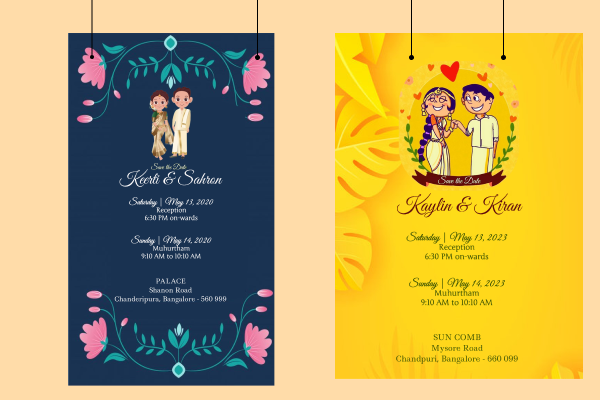 Save the Date
Keerli & Sahron
Saturday | May 13, 2020
Reception
6:30 PM on-wards
Sunday | May 14, 2020
Muhurtham
9:10 AM to 10:10 AM
PALACE
Shanon Road
Chanderipura, Bangalore - 560 999
Save the Date
Kaylin & Kiran
Saturday | May 13, 2023
Reception
6:30 PM on-wards
Sunday | May 14, 2023
Muhurtham
9:10 AM to 10:10 AM
SUN COMB
Mysore Road
Chandpuri, Bangalore - 660 099